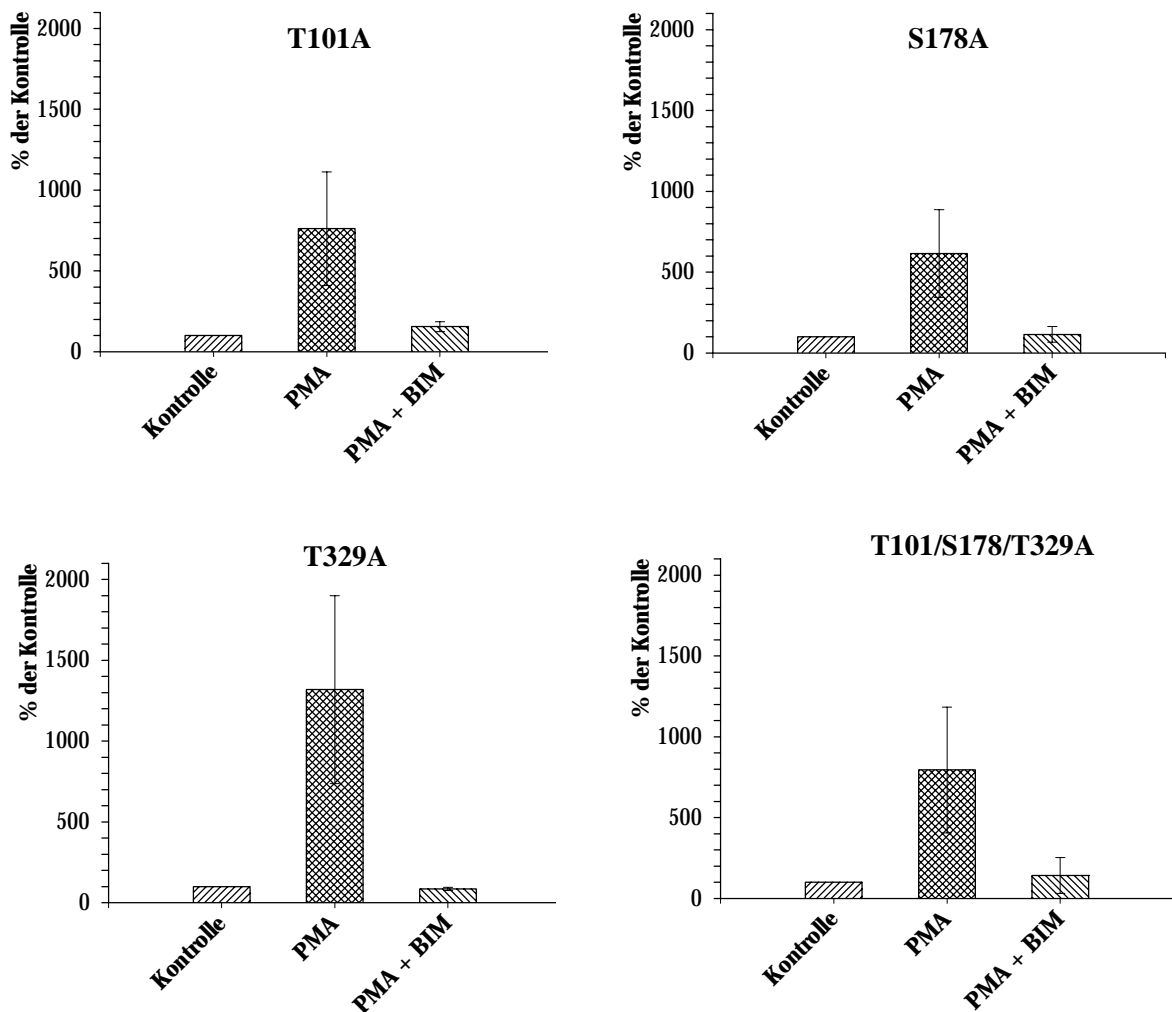 T101A
% der Kontrolle
2000
1500
1000
500
0
Kontrolle
PMA
PMA + BIM
S178A
% der Kontrolle
2000
1500
1000
500
0
Kontrolle
PMA
PMA + BIM
T329A
% der Kontrolle
2000
1500
1000
500
0
Kontrolle
PMA
PMA + BIM
T101/S178/T329A
% der Kontrolle
2000
1500
1000
500
0
Kontrolle
PMA
PMA + BIM